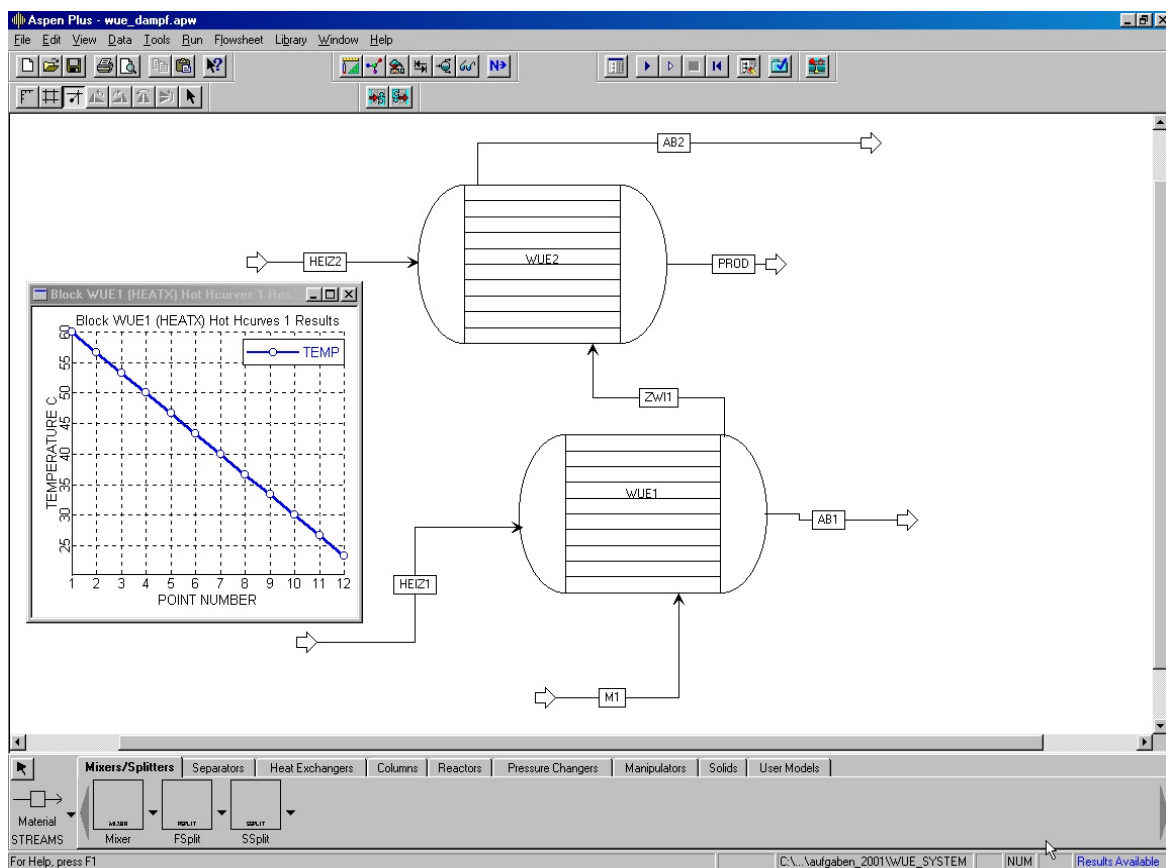 Aspen Plus - wue_dampf.apw
File Edit View Data Tools Run Flowsheet Library Window Help
N
AB2
HEIZ2
WUE2
PROD
Block WUE1 (HEATX) Hot Hcurves 1 Res
Block WUE1 (HEATX) Hot Hcurves 1 Results
TEMP
TEMPERATURE C
60
55
50
45
40
35
30
25
1 2 3 4 5 6 7 8 9 10 11 12
POINT NUMBER
ZWI1
WUE1
AB1
HEIZ1
M1
Mixers/Splitters Separators Heat Exchangers Columns Reactors Pressure Changers Manipulators Solids User Models
MIXER FSPLIT SSPLIT
Material Mixer FSplit SSplit
STREAMS
For Help, press F1 C:\...\aufgaben_2001\WUE_SYSTEM NUM Results Available